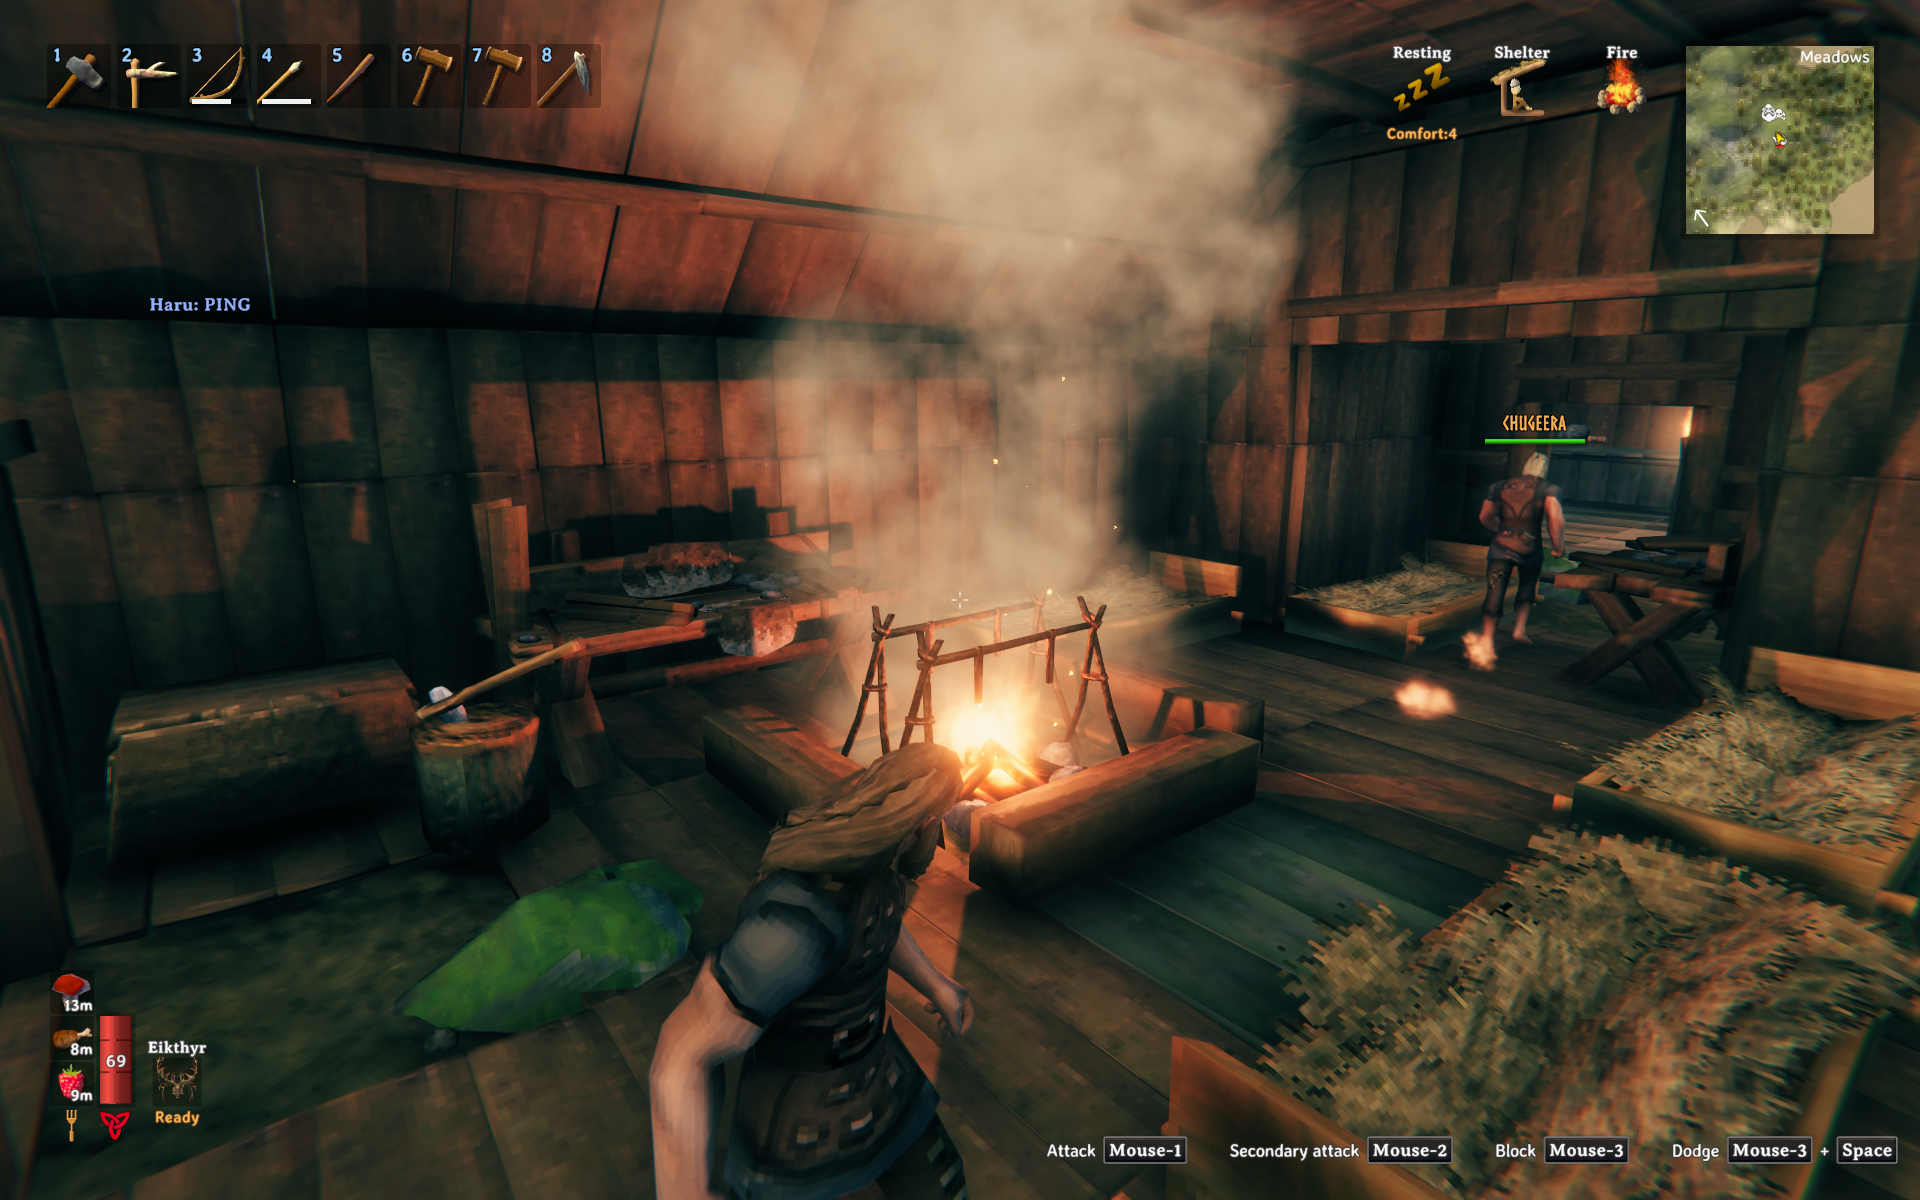 1 2 3 4 5 6 7 8
Resting Shelter Fire
Comfort:4
Meadows
Haru: PING
CHUGEERA
13m
8m
9m
69
Eikthyr
Ready
Attack Mouse-1 Secondary attack Mouse-2 Block Mouse-3 Dodge Mouse-3 + Space